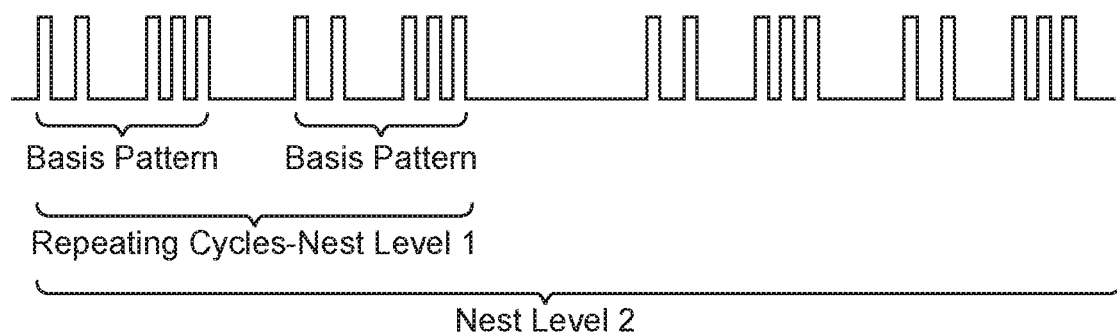 Basis Pattern Basis Pattern
Repeating Cycles-Nest Level 1
Nest Level 2